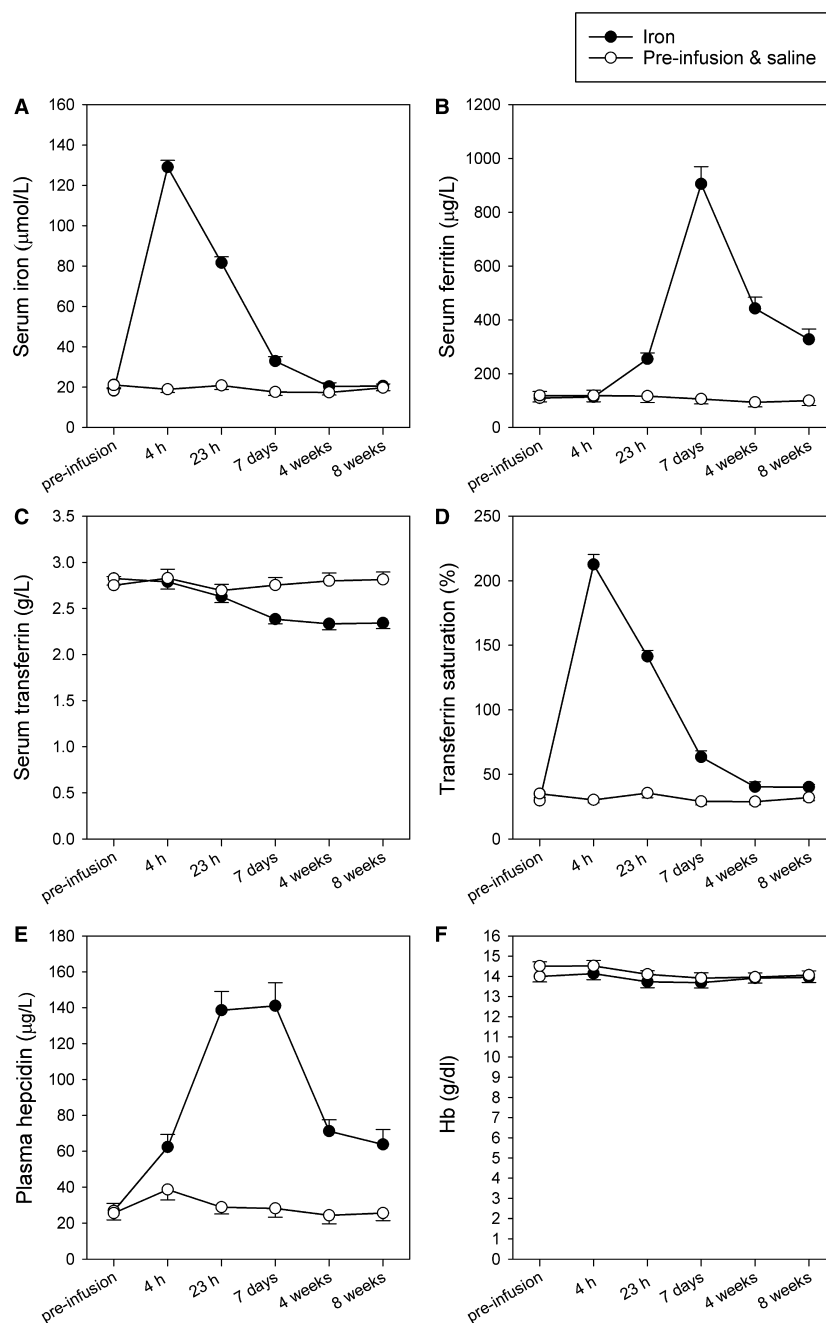 Iron
Pre-infusion & saline
A
Serum iron (μmol/L)
160
140
120
100
80
60
40
20
0
pre-infusion
4 h
23 h
7 days
4 weeks
8 weeks
B
Serum ferritin (μg/L)
1200
1000
800
600
400
200
0
pre-infusion
4 h
23 h
7 days
4 weeks
8 weeks
C
Serum transferrin (g/L)
3.5
3.0
2.5
2.0
1.5
1.0
0.5
0.0
pre-infusion
4 h
23 h
7 days
4 weeks
8 weeks
D
Transferrin saturation (%)
250
200
150
100
50
0
pre-infusion
4 h
23 h
7 days
4 weeks
8 weeks
E
Plasma hepcidin (μg/L)
180
160
140
120
100
80
60
40
20
0
pre-infusion
4 h
23 h
7 days
4 weeks
8 weeks
F
Hb (g/dl)
16
15
14
13
12
11
10
9
8
7
6
5
4
3
2
1
0
pre-infusion
4 h
23 h
7 days
4 weeks
8 weeks